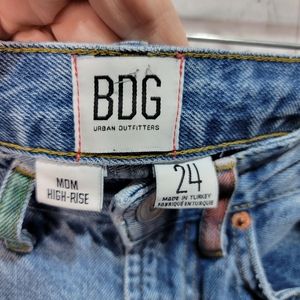 BDG
URBAN OUTFITTERS
MOM
HIGH-RISE
24
MADE IN TURKEY
FABRIQUÉ EN TURQUIE